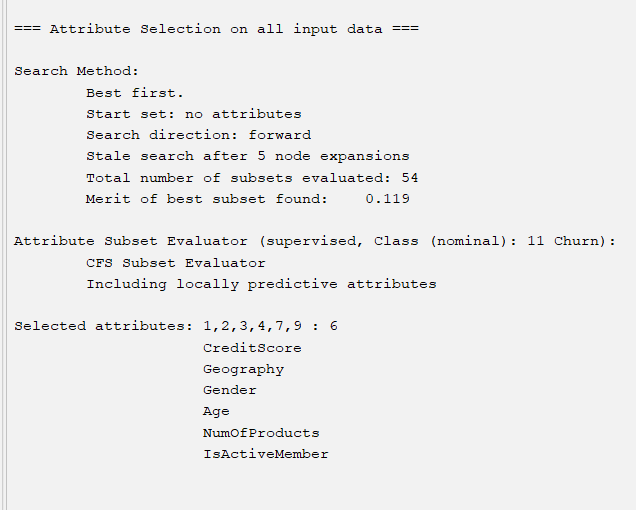 === Attribute Selection on all input data ===
Search Method:
Best first.
Start set: no attributes
Search direction: forward
Stale search after 5 node expansions
Total number of subsets evaluated: 54
Merit of best subset found:    0.119
Attribute Subset Evaluator (supervised, Class (nominal): 11 Churn):
CFS Subset Evaluator
Including locally predictive attributes
Selected attributes: 1,2,3,4,7,9 : 6
CreditScore
Geography
Gender
Age
NumOfProducts
IsActiveMember